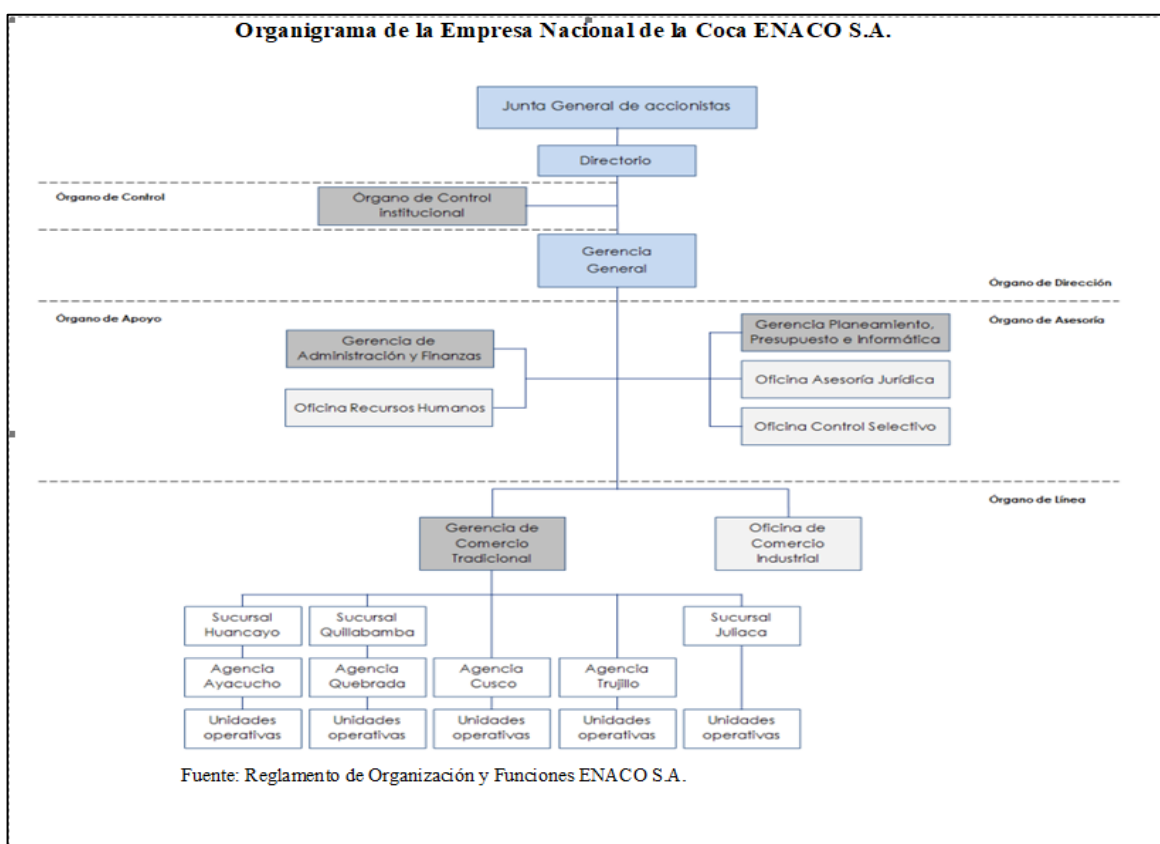 Organigrama de la Empresa Nacional de la Coca ENACO S.A.
Junta General de accionistas
Directorio
Órgano de Control
Órgano de Control
Institucional
Gerencia
General
Órgano de Dirección
Órgano de Apoyo
Órgano de Asesoría
Gerencia de
Administración y Finanzas
Oficina Recursos Humanos
Gerencia Planeamiento,
Presupuesto e Informática
Oficina Asesoría Jurídica
Oficina Control Selectivo
Órgano de Línea
Gerencia de
Comercio
Tradicional
Oficina de
Comercio
Industrial
Sucursal
Huancayo
Sucursal
Quillabamba
Sucursal
Juliaca
Agencia
Ayacucho
Agencia
Quebrada
Agencia
Cusco
Agencia
Trujillo
Unidades
operativas
Unidades
operativas
Unidades
operativas
Unidades
operativas
Unidades
operativas
Fuente: Reglamento de Organización y Funciones ENACO S.A.